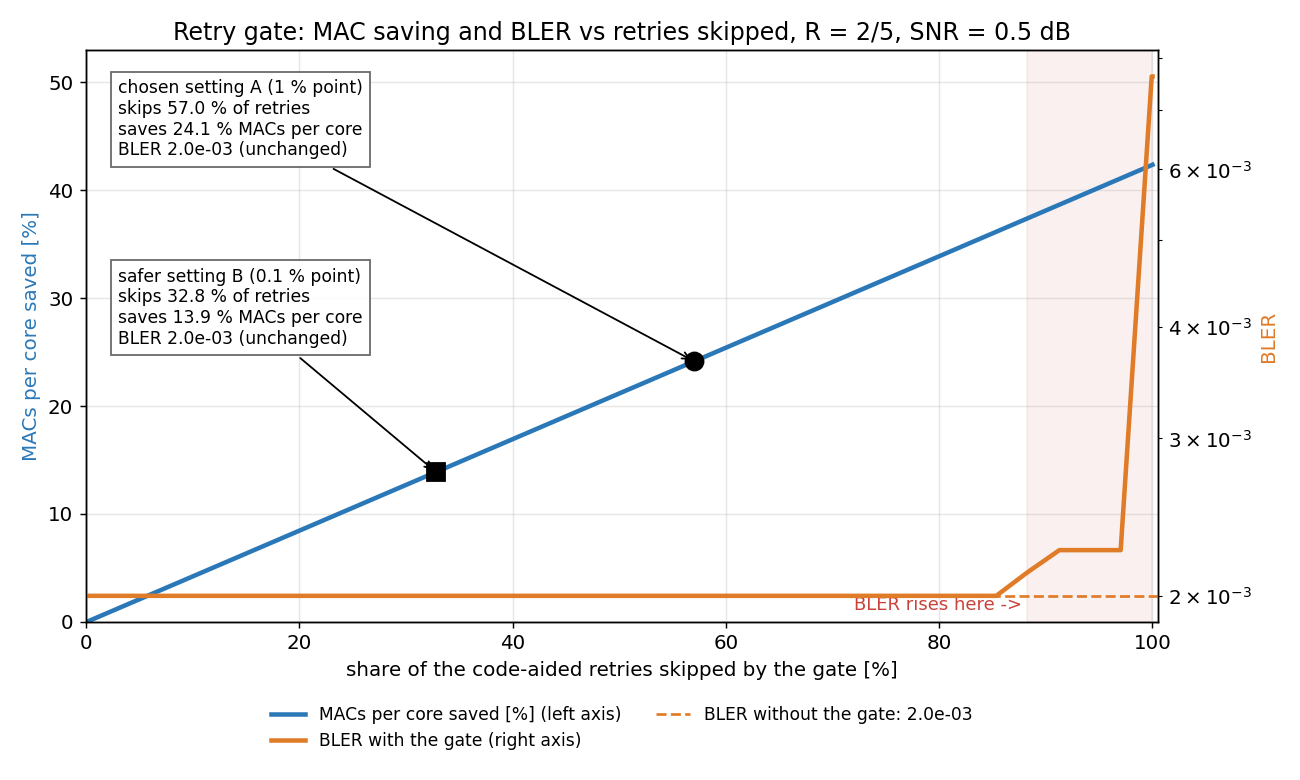 Retry gate: MAC saving and BLER vs retries skipped, R = 2/5, SNR = 0.5 dB
chosen setting A (1 % point)
skips 57.0 % of retries
saves 24.1 % MACs per core
BLER 2.0e-03 (unchanged)
safer setting B (0.1 % point)
skips 32.8 % of retries
saves 13.9 % MACs per core
BLER 2.0e-03 (unchanged)
BLER rises here ->
MACs per core saved [%]
50
40
30
20
10
0
BLER
6 × 10⁻³
4 × 10⁻³
3 × 10⁻³
2 × 10⁻³
0 20 40 60 80 100
share of the code-aided retries skipped by the gate [%]
MACs per core saved [%] (left axis)
BLER with the gate (right axis)
BLER without the gate: 2.0e-03